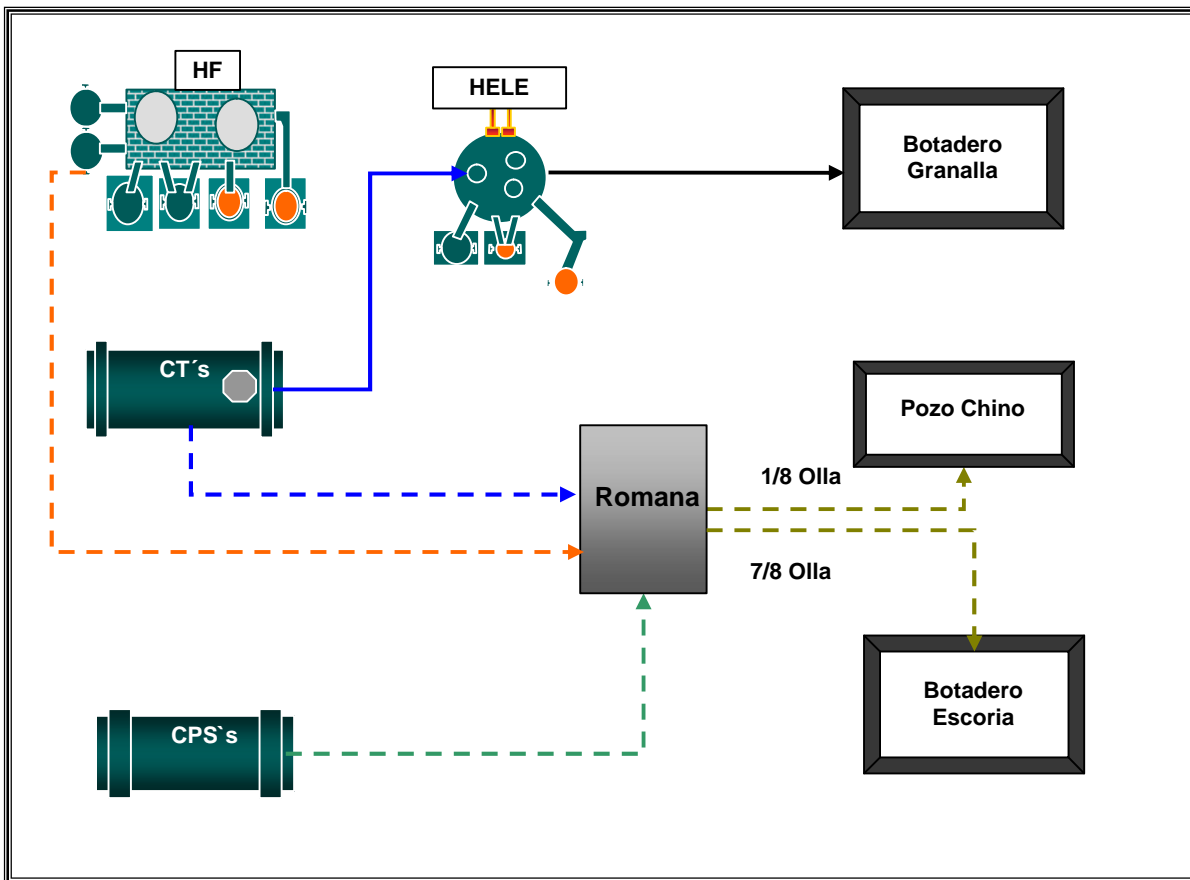 HF
HELE
Botadero
Granalla
CT´s
Pozo Chino
1/8 Olla
Romana
7/8 Olla
Botadero
Escoria
CPS`s